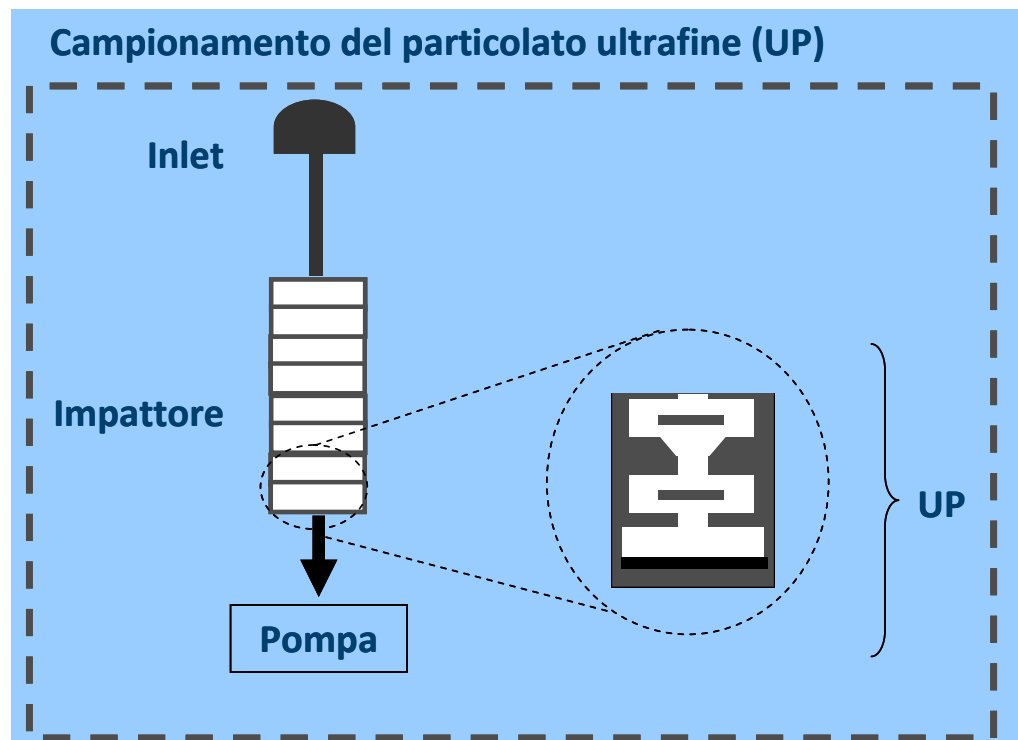 Campionamento del particolato ultrafine (UP)
Inlet
Impattore
UP
Pompa